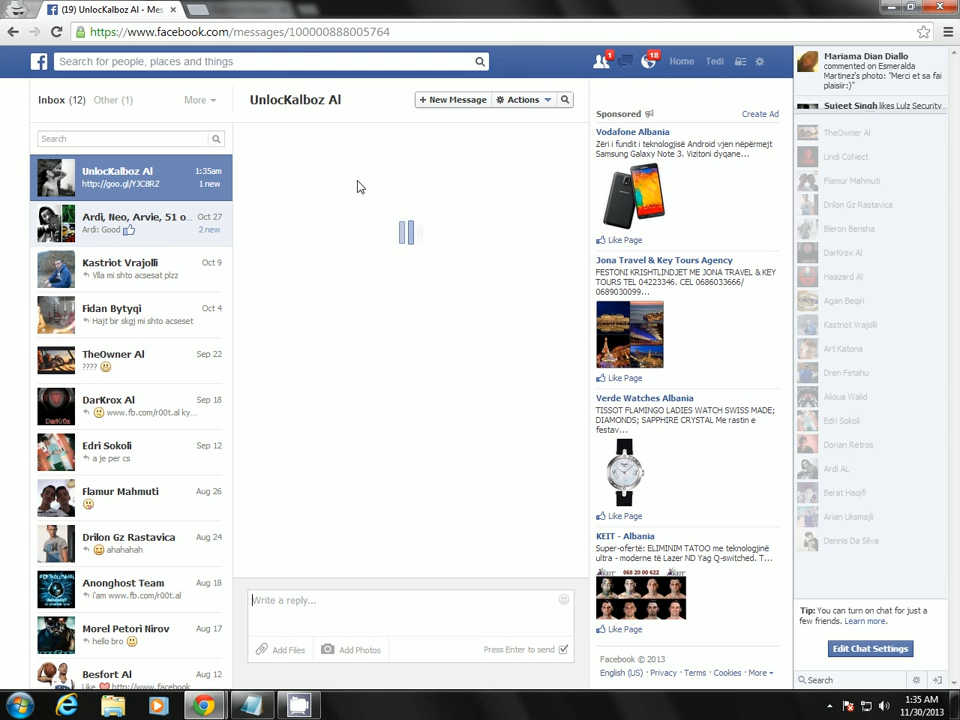 (19) UnlocKalboz Al - Mes
https://www.facebook.com/messages/100000888005764
Search for people, places and things
1
18
Home
Tedi
Inbox (12)
Other (1)
More
Search
UnlocKalboz Al
1:35am
http://goo.gl/YJC8RZ
1 new
Ardi, Neo, Arvie, 51 o...
Oct 27
Ardi: Good
2 new
Kastriot Vrajolli
Oct 9
Vlla mi shto acsesat plzz
Fidan Bytyqi
Oct 4
Hajt bir skgj mi shto acseset
TheOwner Al
Sep 22
????
DarKrox Al
Sep 18
www.fb.com/r00t.al ky...
Edri Sokoli
Sep 12
a je per cs
Flamur Mahmuti
Aug 26
Drilon Gz Rastavica
Aug 24
ahahahah
Anonghost Team
Aug 18
i'am www.fb.com/r00t.al
Morel Petori Nirov
Aug 17
hello bro
Besfort Al
Aug 12
Like
http://www.facebook
UnlocKalboz Al
+ New Message
Actions
Write a reply...
Add Files
Add Photos
Press Enter to send
Sponsored
Create Ad
Vodafone Albania
Zëri i fundit i teknologjisë Android vjen nëpërmjet
Samsung Galaxy Note 3. Vizitoni dyqane...
Like Page
Jona Travel & Key Tours Agency
FESTONI KRISHTLINDJET ME JONA TRAVEL & KEY
TOURS TEL 04223346. CEL 0686033666/
0689030099...
Like Page
Verde Watches Albania
TISSOT FLAMINGO LADIES WATCH SWISS MADE;
DIAMONDS; SAPPHIRE CRYSTAL Me rastin e
festav...
Like Page
KEIT - Albania
Super-ofertë: ELIMINIM TATOO me teknologjinë
ultra - moderne të Lazer ND Yag Q-switched. T...
068 20 00 622
Like Page
Facebook © 2013
English (US) · Privacy · Terms · Cookies · More
Mariama Dian Diallo
commented on Esmeralda
Martinez's photo: "Merci et sa fai
plaisir:)"
Sujeet Singh likes Lulz Security
TheOwner Al
Lindi CoNect
Flamur Mahmuti
Drilon Gz Rastavica
Bleron Berisha
DarKrox Al
Haazard Al
Agan Beqiri
Kastriot Vrajolli
Art Katona
Dren Fetahu
Alioua Walid
Edri Sokoli
Dorian Retros
Ardi AL
Berat Haqifi
Arian Uksmajli
Dennis Da Silva
Tip: You can turn on chat for just a
few friends. Learn more.
Edit Chat Settings
Search
1:35 AM
11/30/2013